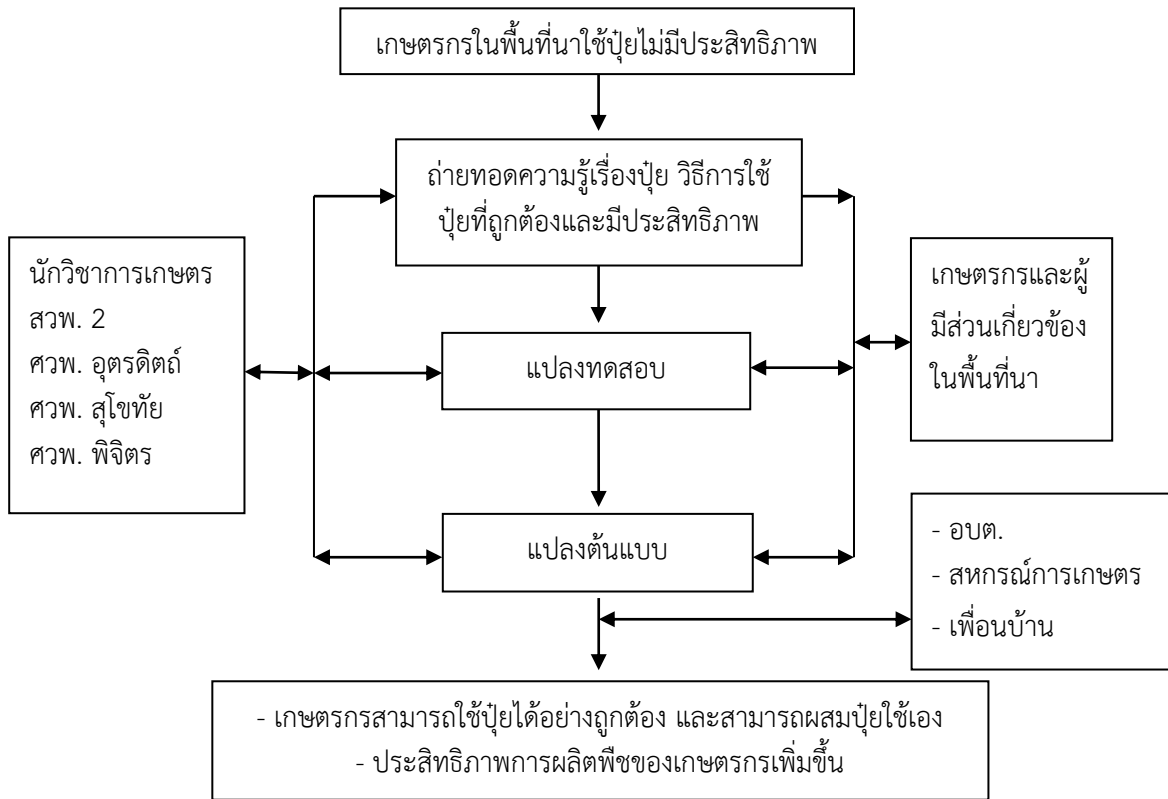 เกษตรกรในพื้นที่นาใช้ปุ๋ยไม่มีประสิทธิภาพ
ถ่ายทอดความรู้เรื่องปุ๋ย วิธีการใช้
ปุ๋ยที่ถูกต้องและมีประสิทธิภาพ
นักวิชาการเกษตร
สวพ. 2
ศวพ. อุตรดิตถ์
ศวพ. สุโขทัย
ศวพ. พิจิตร
เกษตรกรและผู้
มีส่วนเกี่ยวข้อง
ในพื้นที่นา
แปลงทดสอบ
แปลงต้นแบบ
- อบต.
- สหกรณ์การเกษตร
- เพื่อนบ้าน
- เกษตรกรสามารถใช้ปุ๋ยได้อย่างถูกต้อง และสามารถผสมปุ๋ยใช้เอง
- ประสิทธิภาพการผลิตพืชของเกษตรกรเพิ่มขึ้น